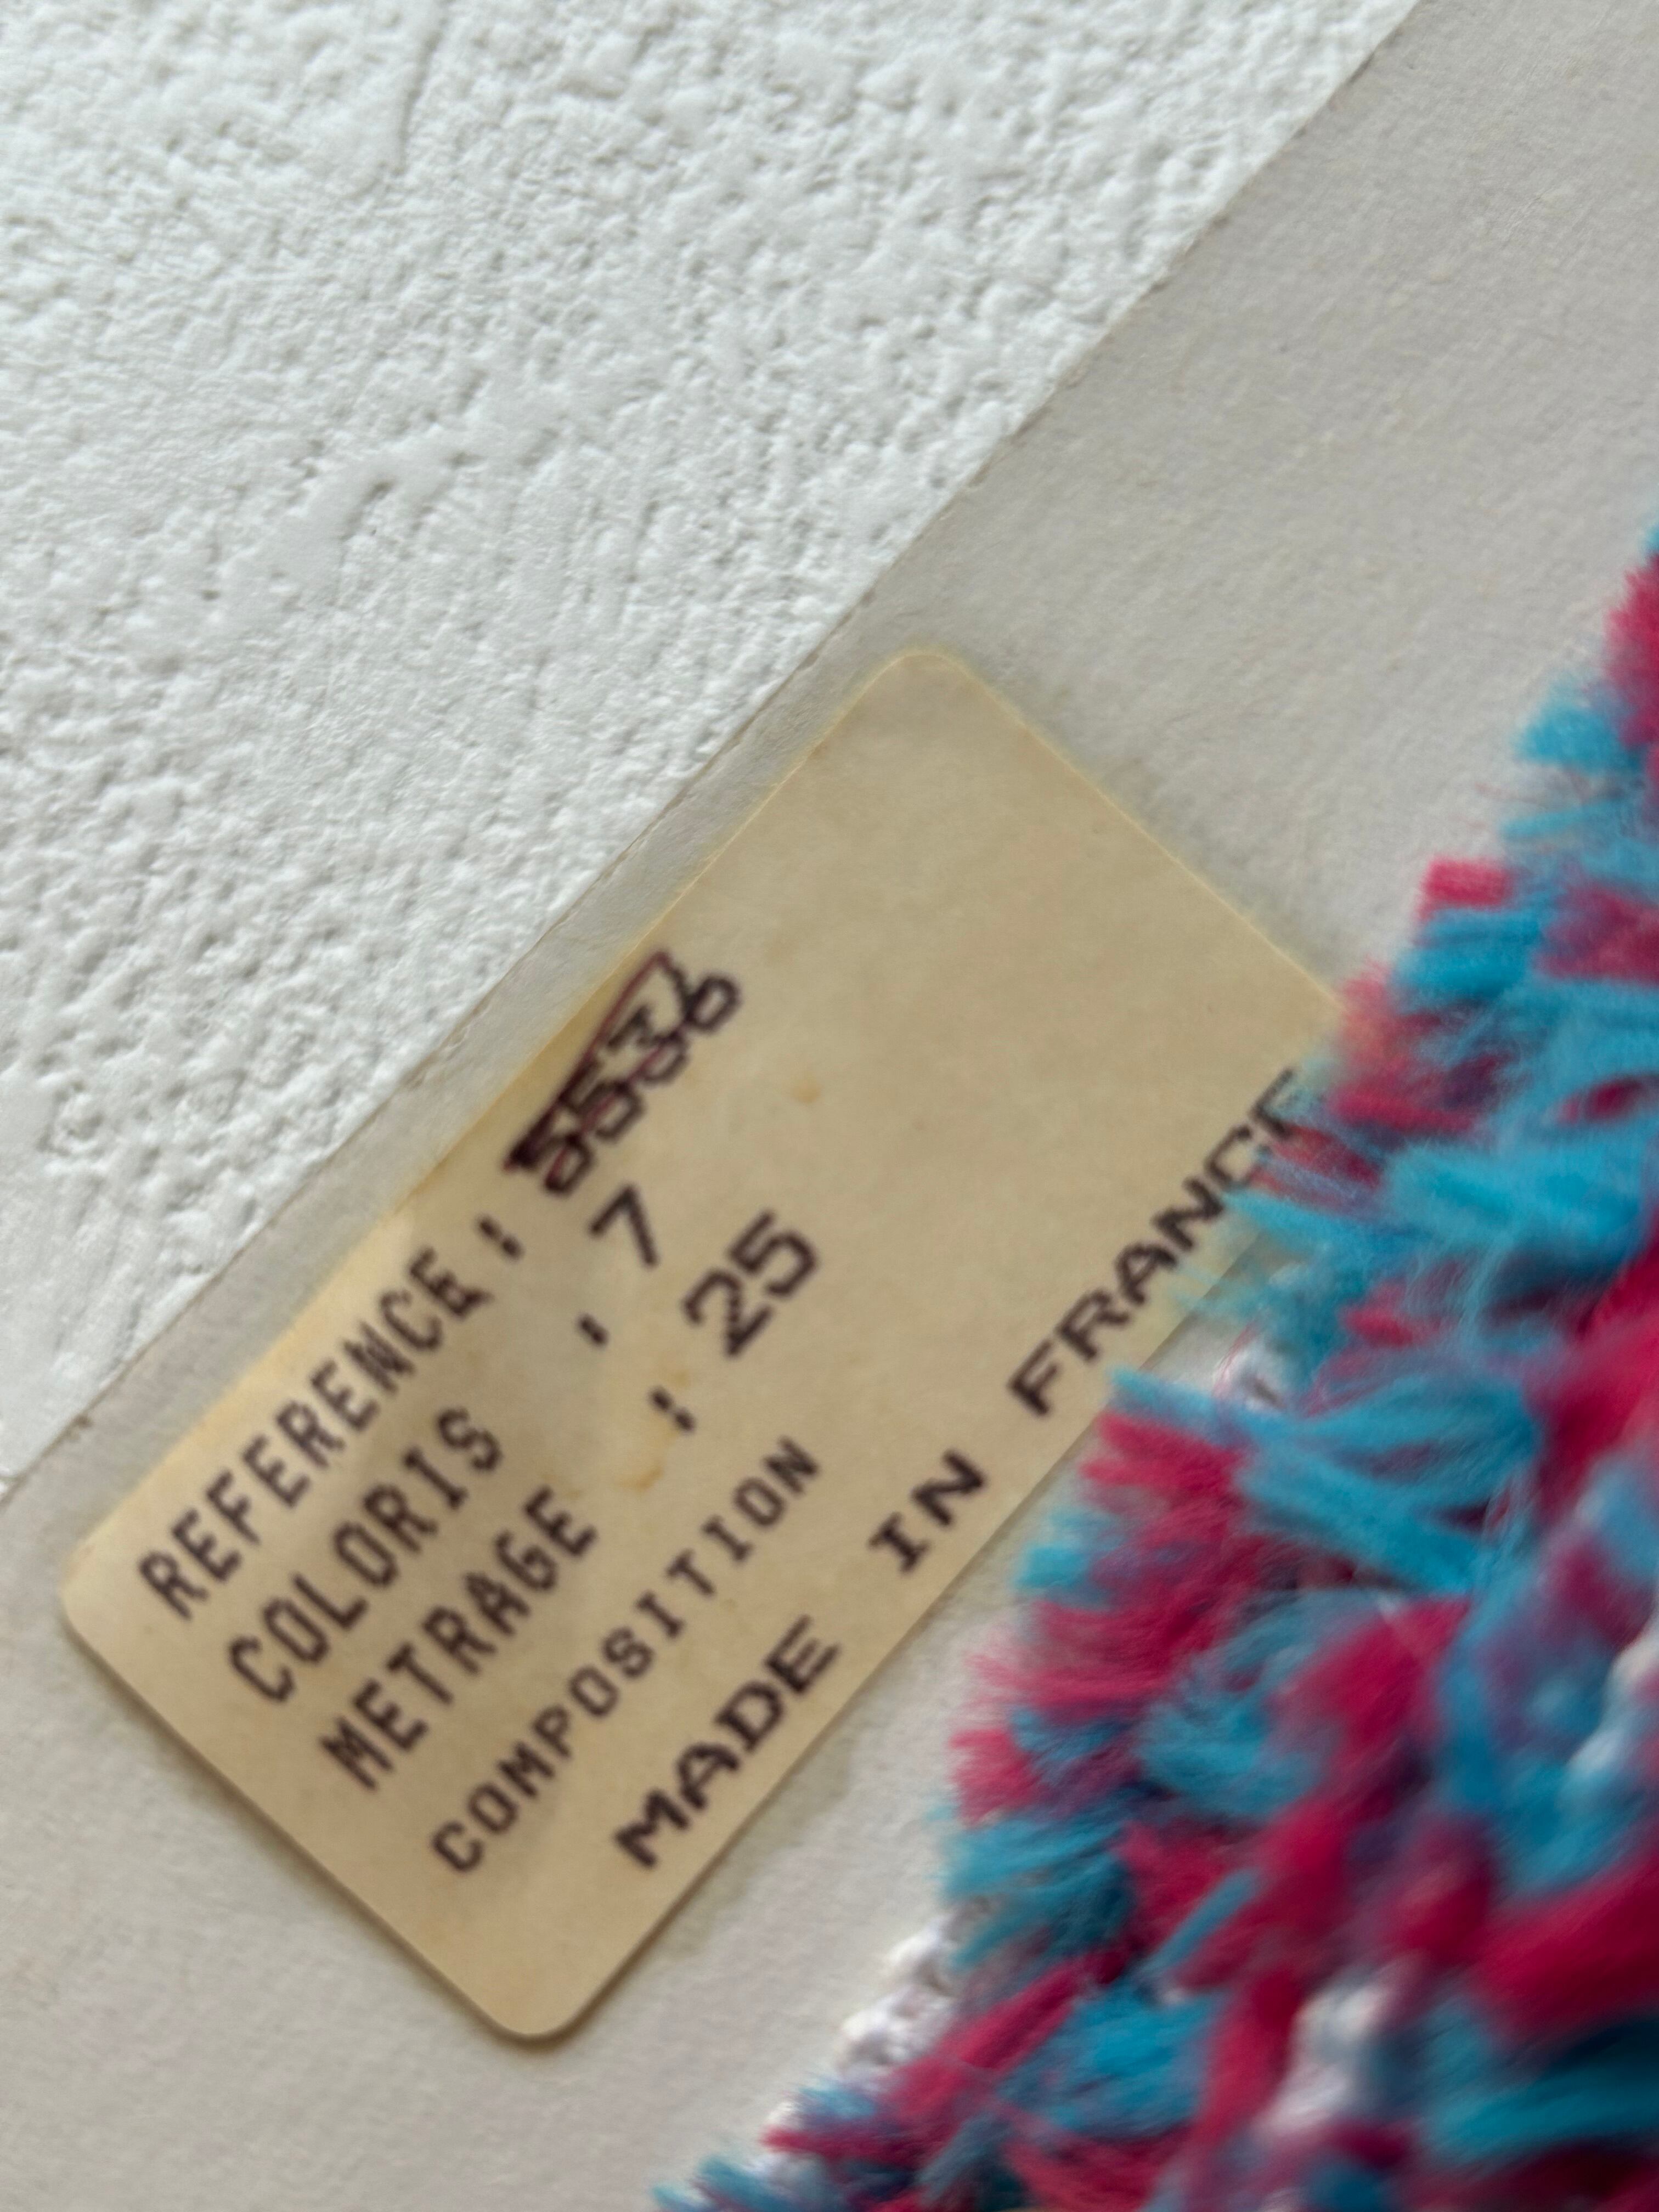 REFERENCE :
COLORIS : 7
METRAGE : 25
COMPOSITION
MADE IN FRANCE